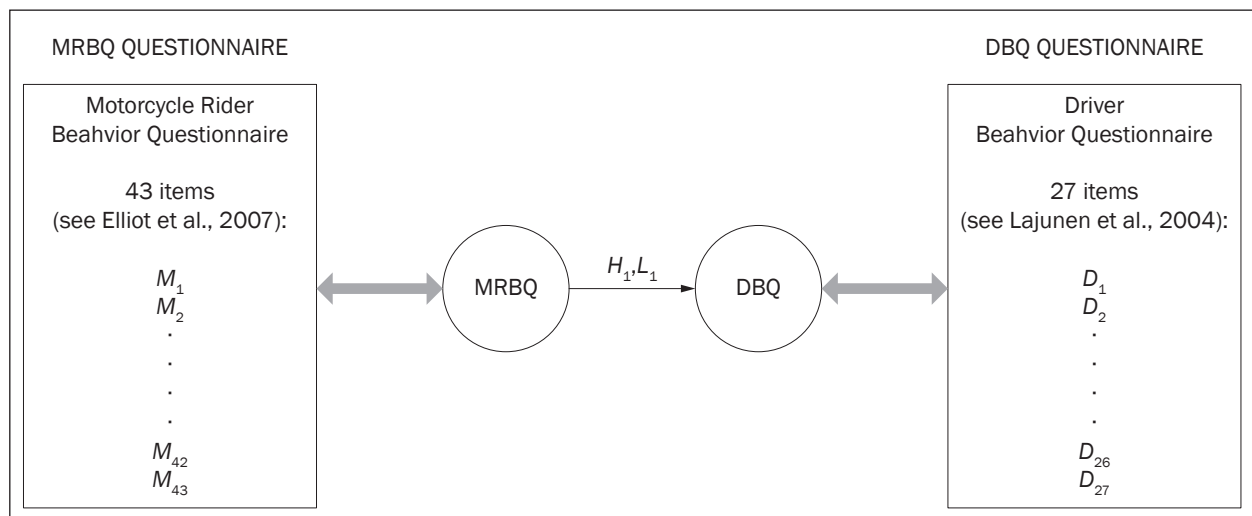 MRBQ QUESTIONNAIRE
Motorcycle Rider
Beahvior Questionnaire
43 items
(see Elliot et al., 2007):
M1
M2
.
.
.
.
M42
M43
MRBQ
H1,L1
DBQ
DBQ QUESTIONNAIRE
Driver
Beahvior Questionnaire
27 items
(see Lajunen et al., 2004):
D1
D2
.
.
.
.
D26
D27